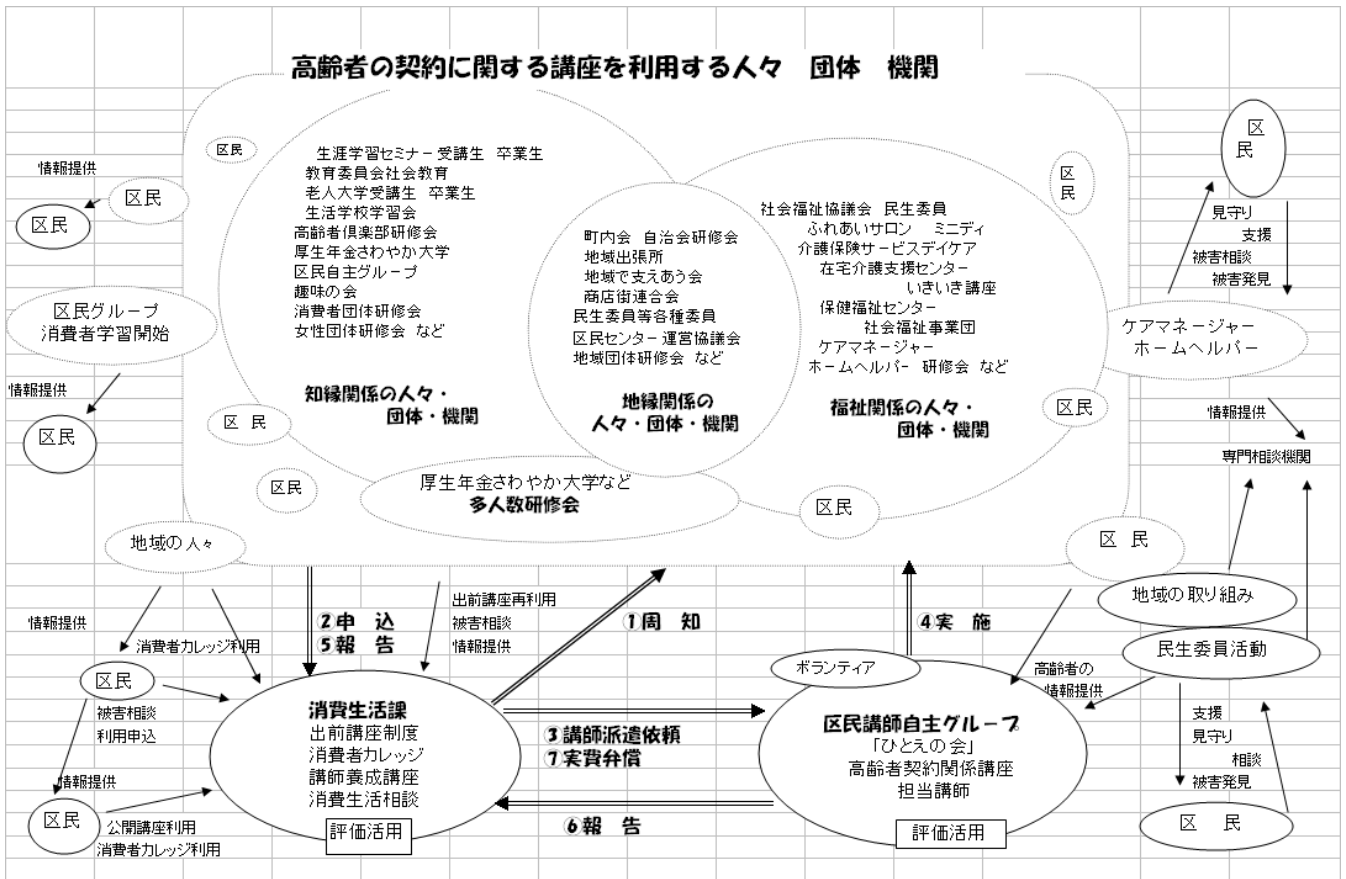 高齢者の契約に関する講座を利用する人々　団体　機関
区民
生涯学習セミナー 受講生　卒業生
教育委員会社会教育
老人大学受講生　卒業生
生活学校学習会
高齢者倶楽部研修会
厚生年金さわやか大学
区民自主グループ
趣味の会
消費者団体研修会
女性団体研修会 など
知縁関係の人々・
団体・機関
町内会　自治会研修会
地域出張所
地域で支えあう会
商店街連合会
民生委員等各種委員
区民センター 運営協議会
地域団体研修会 など
地縁関係の
人々・団体・機関
社会福祉協議会　民生委員
ふれあいサロン　ミニディ
介護保険サービスデイケア
在宅介護支援センター
いきいき講座
保健福祉センター
社会福祉事業団
ケアマネージャー
ホームヘルパー 研修会 など
福祉関係の人々・
団体・機関
区
民
区民
区 民
区民
区民
厚生年金さわやか大学など
多人数研修会
情報提供
区民
区民
区民グループ
消費者学習開始
情報提供
区民
区
民
見守り
支援
被害相談
被害発見
ケアマネージャー
ホームヘルパー
情報提供
専門相談機関
地域の人々
区 民
地域の取り組み
民生委員活動
情報提供
消費者カレッジ利用
区民
被害相談
利用申込
情報提供
区民
公開講座利用
消費者カレッジ利用
②申　込
⑤報　告
出前講座再利用
被害相談
情報提供
①周　知
④実　施
消費生活課
出前講座制度
消費者カレッジ
講師養成講座
消費生活相談
評価活用
③講師派遣依頼
⑦実費弁償
⑥報　告
ボランティア
区民講師自主グループ
「ひとえの会」
高齢者契約関係講座
担当講師
評価活用
高齢者の
情報提供
支援
見守り
相談
被害発見
区　民